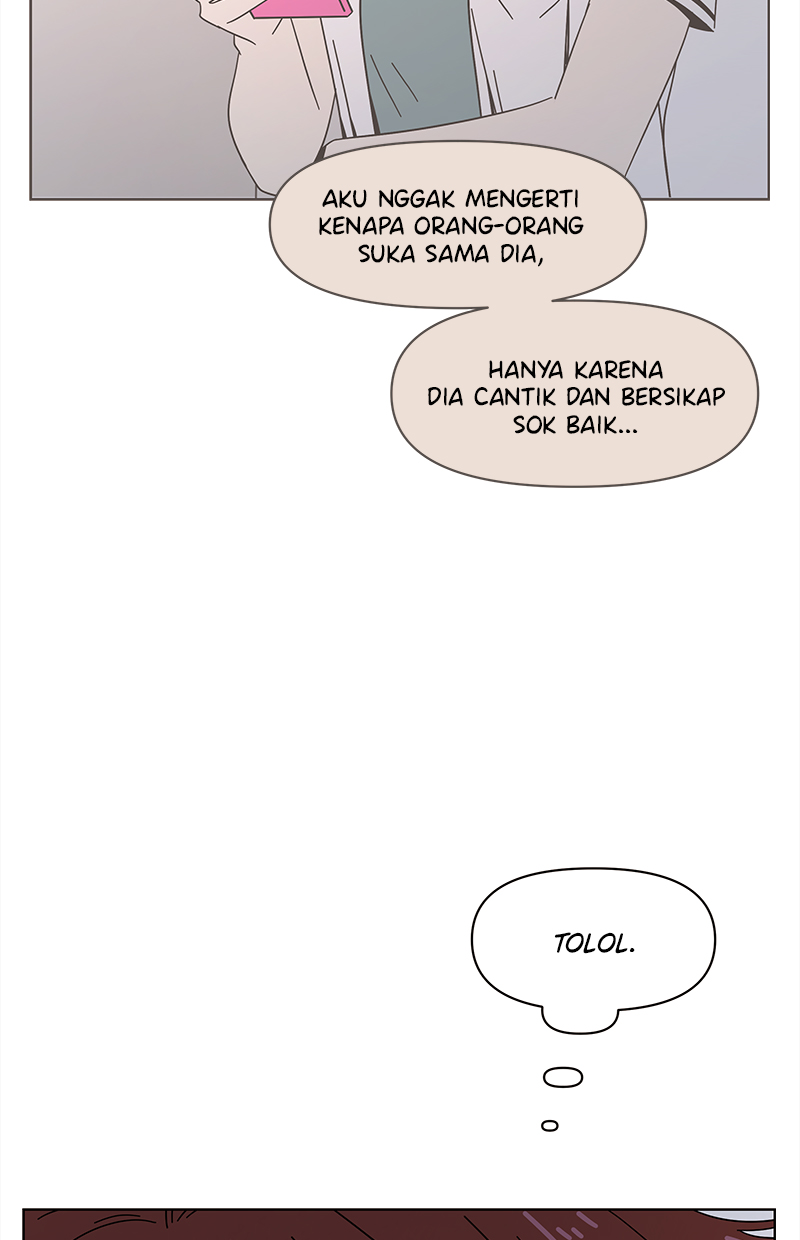 AKU NGGAK MENGERTI
KENAPA ORANG-ORANG
SUKA SAMA DIA,
HANYA KARENA
DIA CANTIK DAN BERSIKAP
SOK BAIK...
TOLOL.